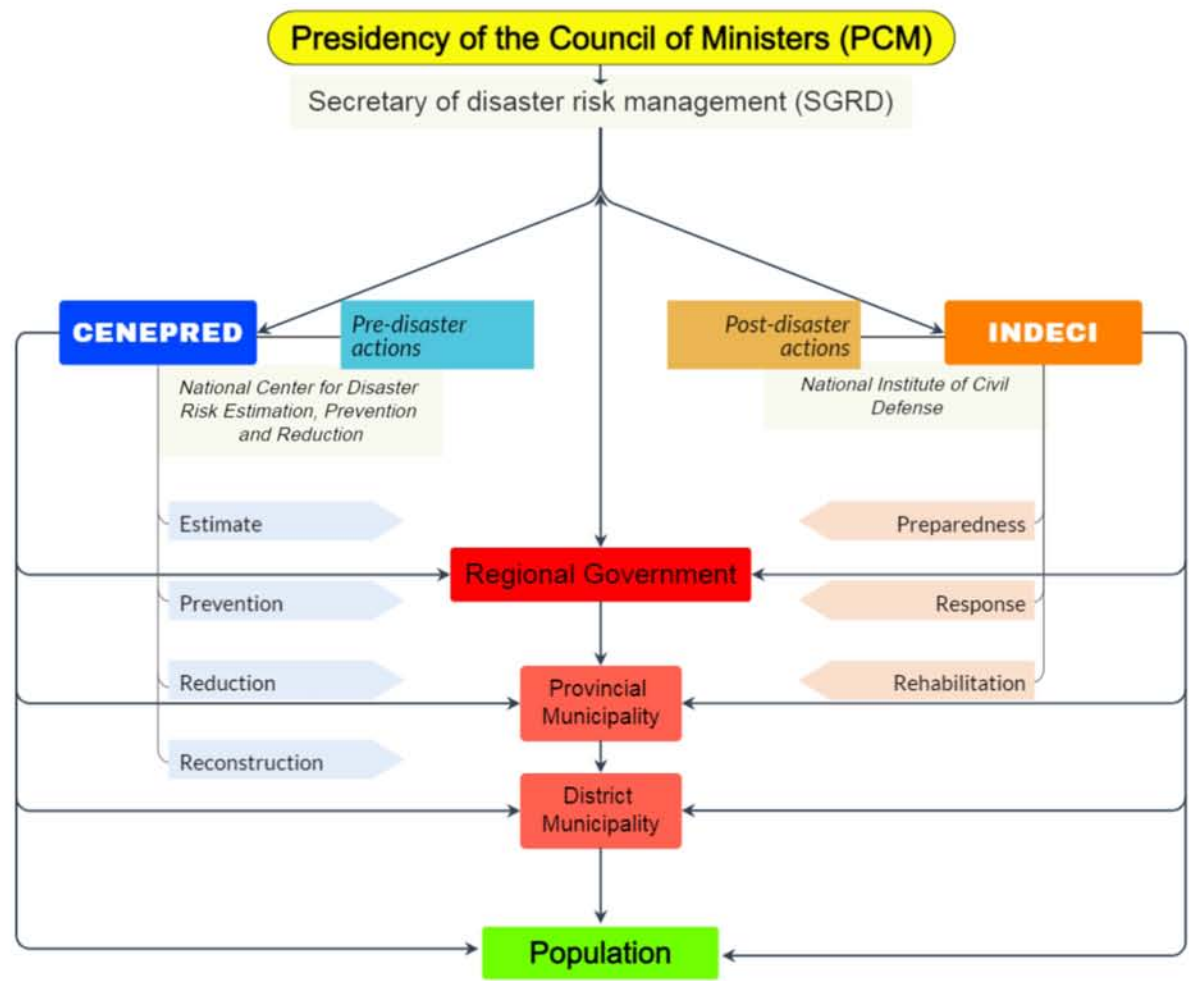 Presidency of the Council of Ministers (PCM)
Secretary of disaster risk management (SGRD)
CENEPRED
Pre-disaster
actions
Post-disaster
actions
INDECI
National Center for Disaster
Risk Estimation, Prevention
and Reduction
National Institute of Civil
Defense
Estimate
Preparedness
Regional Government
Prevention
Response
Reduction
Provincial
Municipality
Rehabilitation
Reconstruction
District
Municipality
Population